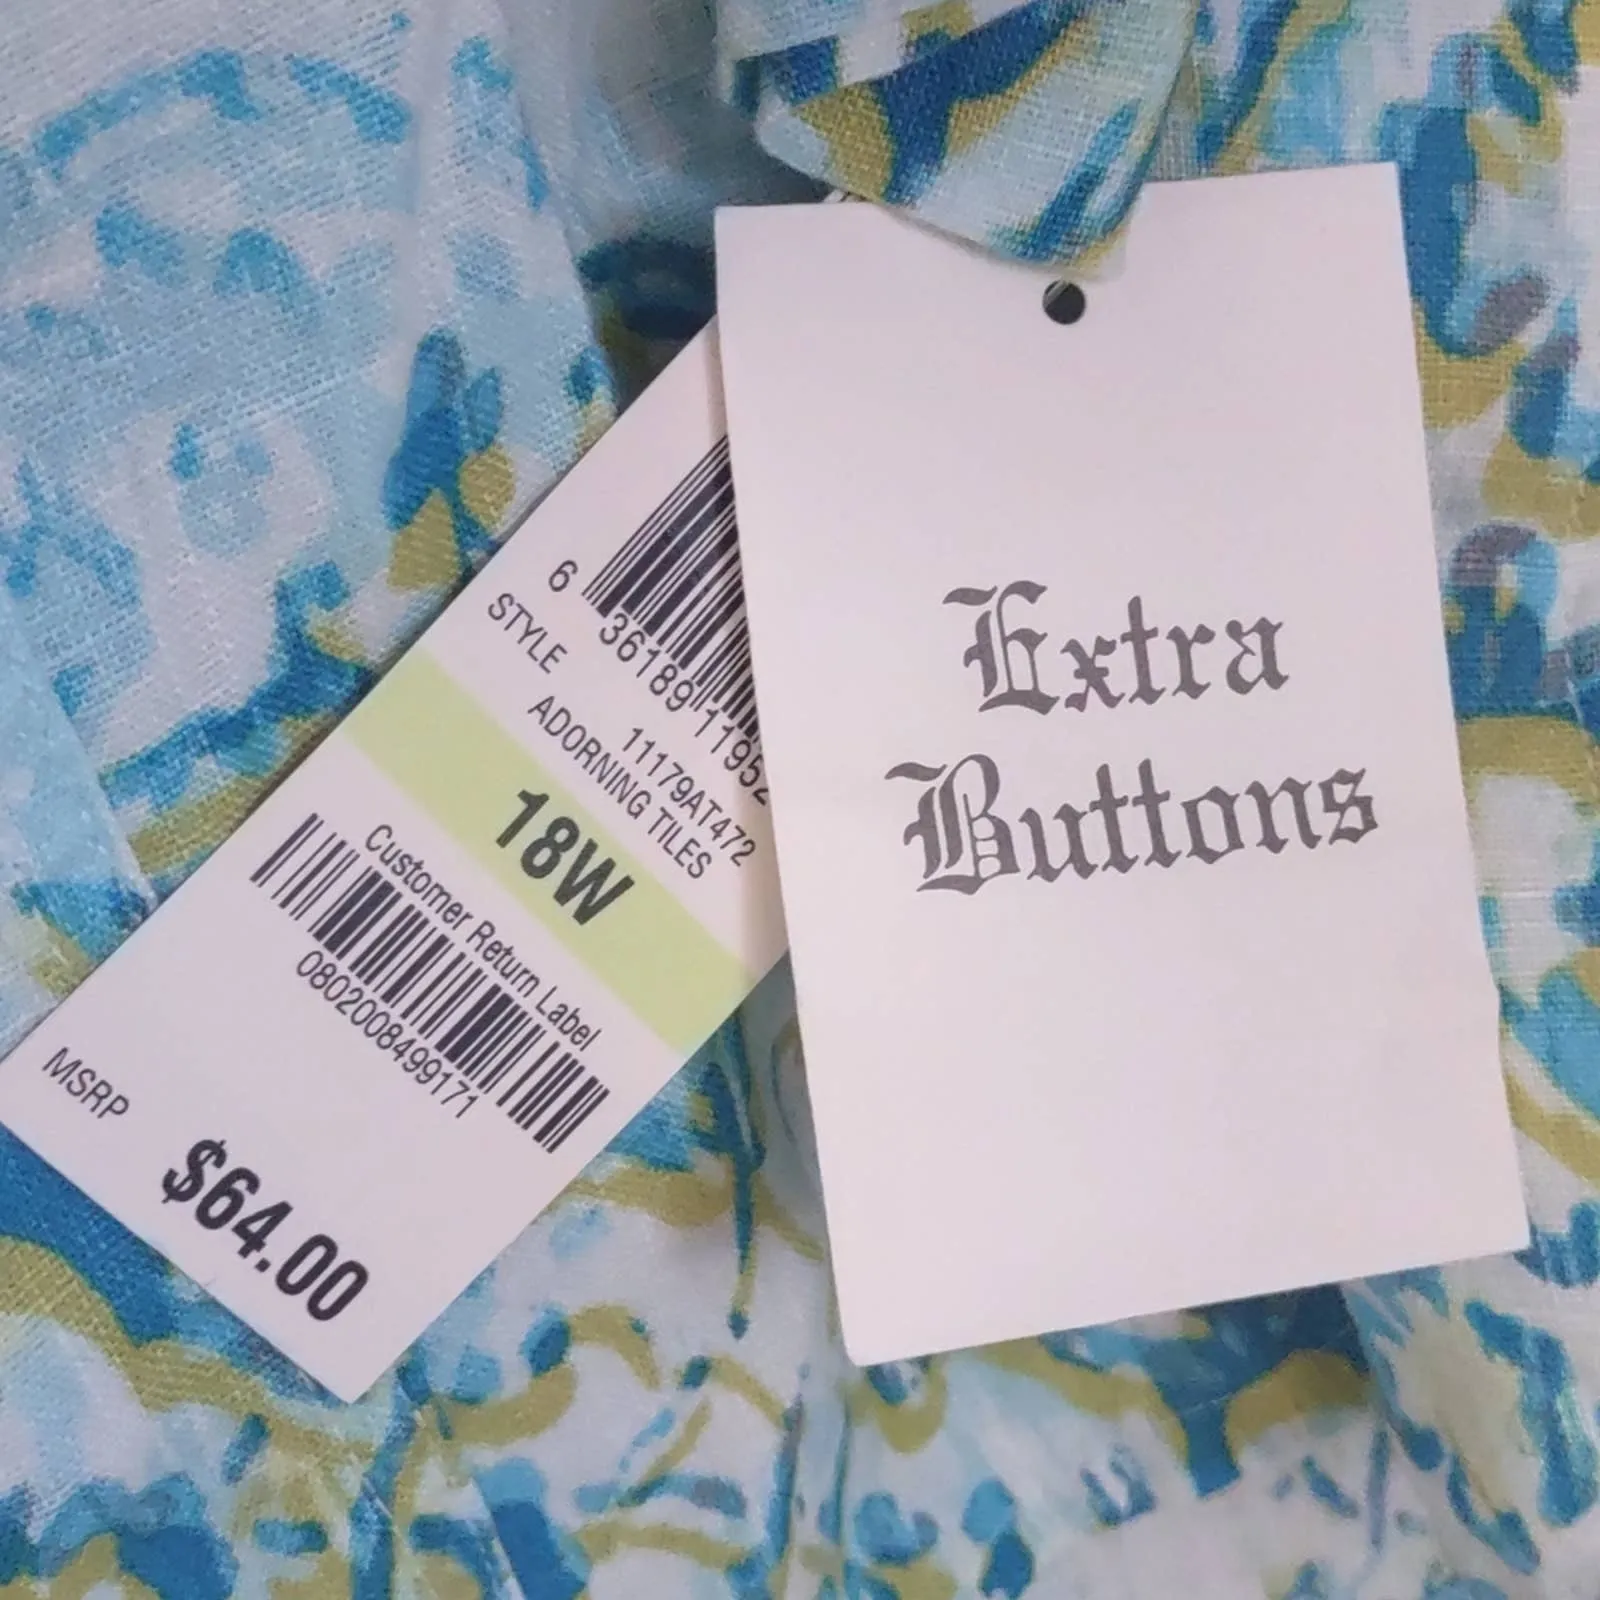 6 36189 11952
STYLE 11179AT472
ADORNING TILES
18W
Customer Return Label
0802008499171
MSRP
$64.00
Extra
Buttons